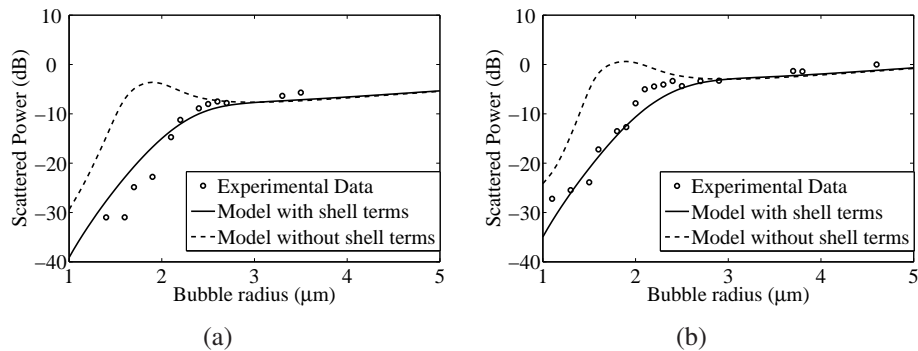 10
0
−10
−20
−30
−40
Scattered Power (dB)
1 2 3 4 5
Bubble radius (μm)
Experimental Data
Model with shell terms
Model without shell terms
(a)
10
0
−10
−20
−30
−40
Scattered Power (dB)
1 2 3 4 5
Bubble radius (μm)
Experimental Data
Model with shell terms
Model without shell terms
(b)